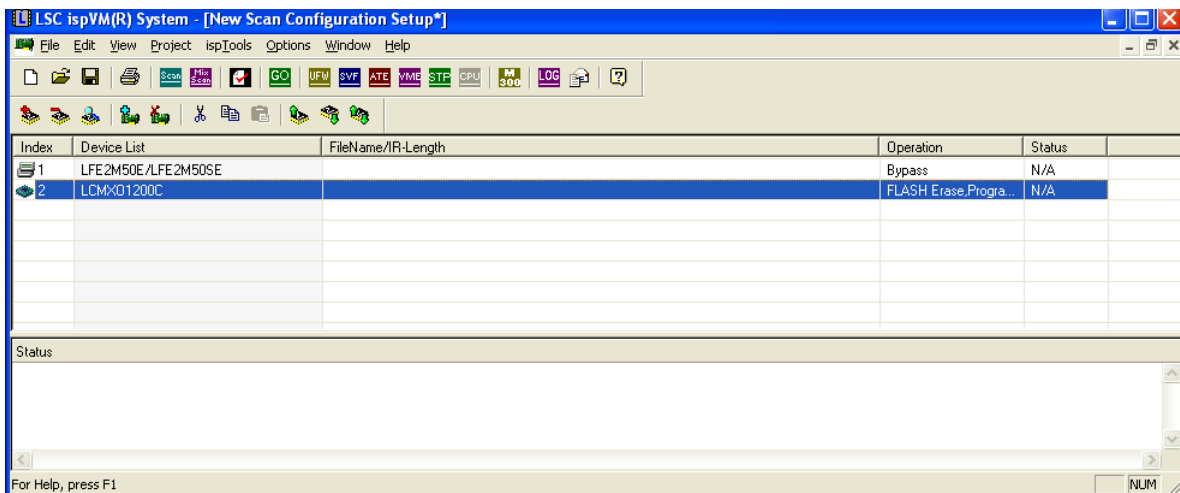 LSC ispVM(R) System - [New Scan Configuration Setup*]
File Edit View Project ispTools Options Window Help
Scan Mix Scan GO UFW SVF ATE VME STP CPU M 300 LOG
Index Device List FileName/IR-Length Operation Status
1 LFE2M50E/LFE2M50SE Bypass N/A
2 LCMXO1200C FLASH Erase,Progra... N/A
Status
For Help, press F1 NUM